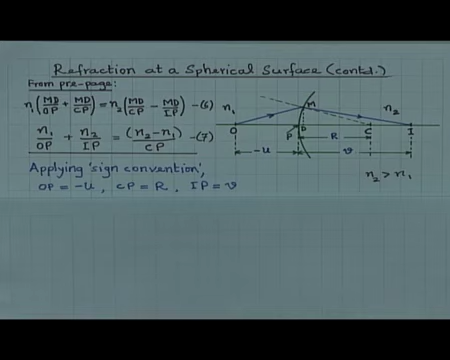 Refraction at a Spherical Surface (contd.)
From pre-page:
n₁(MD/OP + MD/CP) = n₂(MD/CP − MD/IP) -(6)
n₁/OP + n₂/IP = (n₂-n₁)/CP -(7)
Applying 'sign convention',
OP = -u, CP = R, IP = v
n₁ M n₂
O P D C I
R
-u v
n₂ > n₁